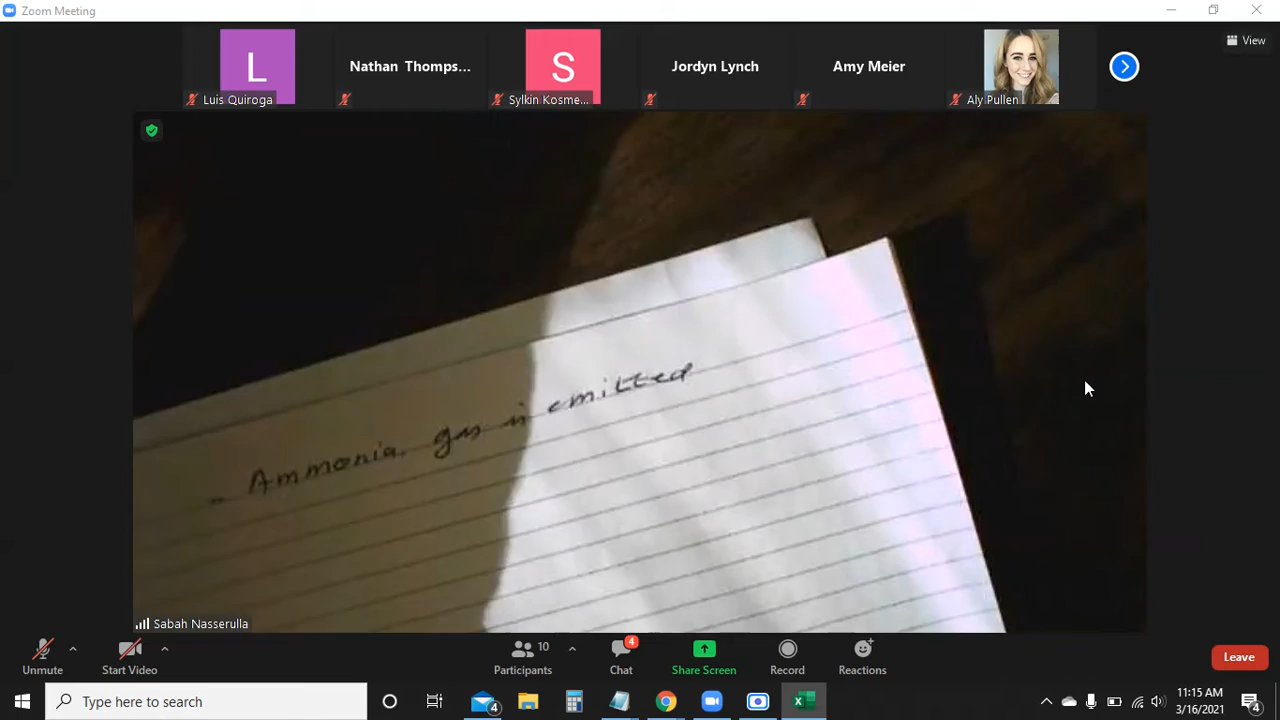 Zoom Meeting
View
L
Luis Quiroga
Nathan Thomps...
S
Sylkin Kosme...
Jordyn Lynch
Amy Meier
Aly Pullen
- Ammonia gas is emitted
Sabah Nasserulla
Unmute
Start Video
Participants
10
Chat
4
Share Screen
Record
Reactions
Leave
Type here to search
4
11:15 AM
3/16/2021
4